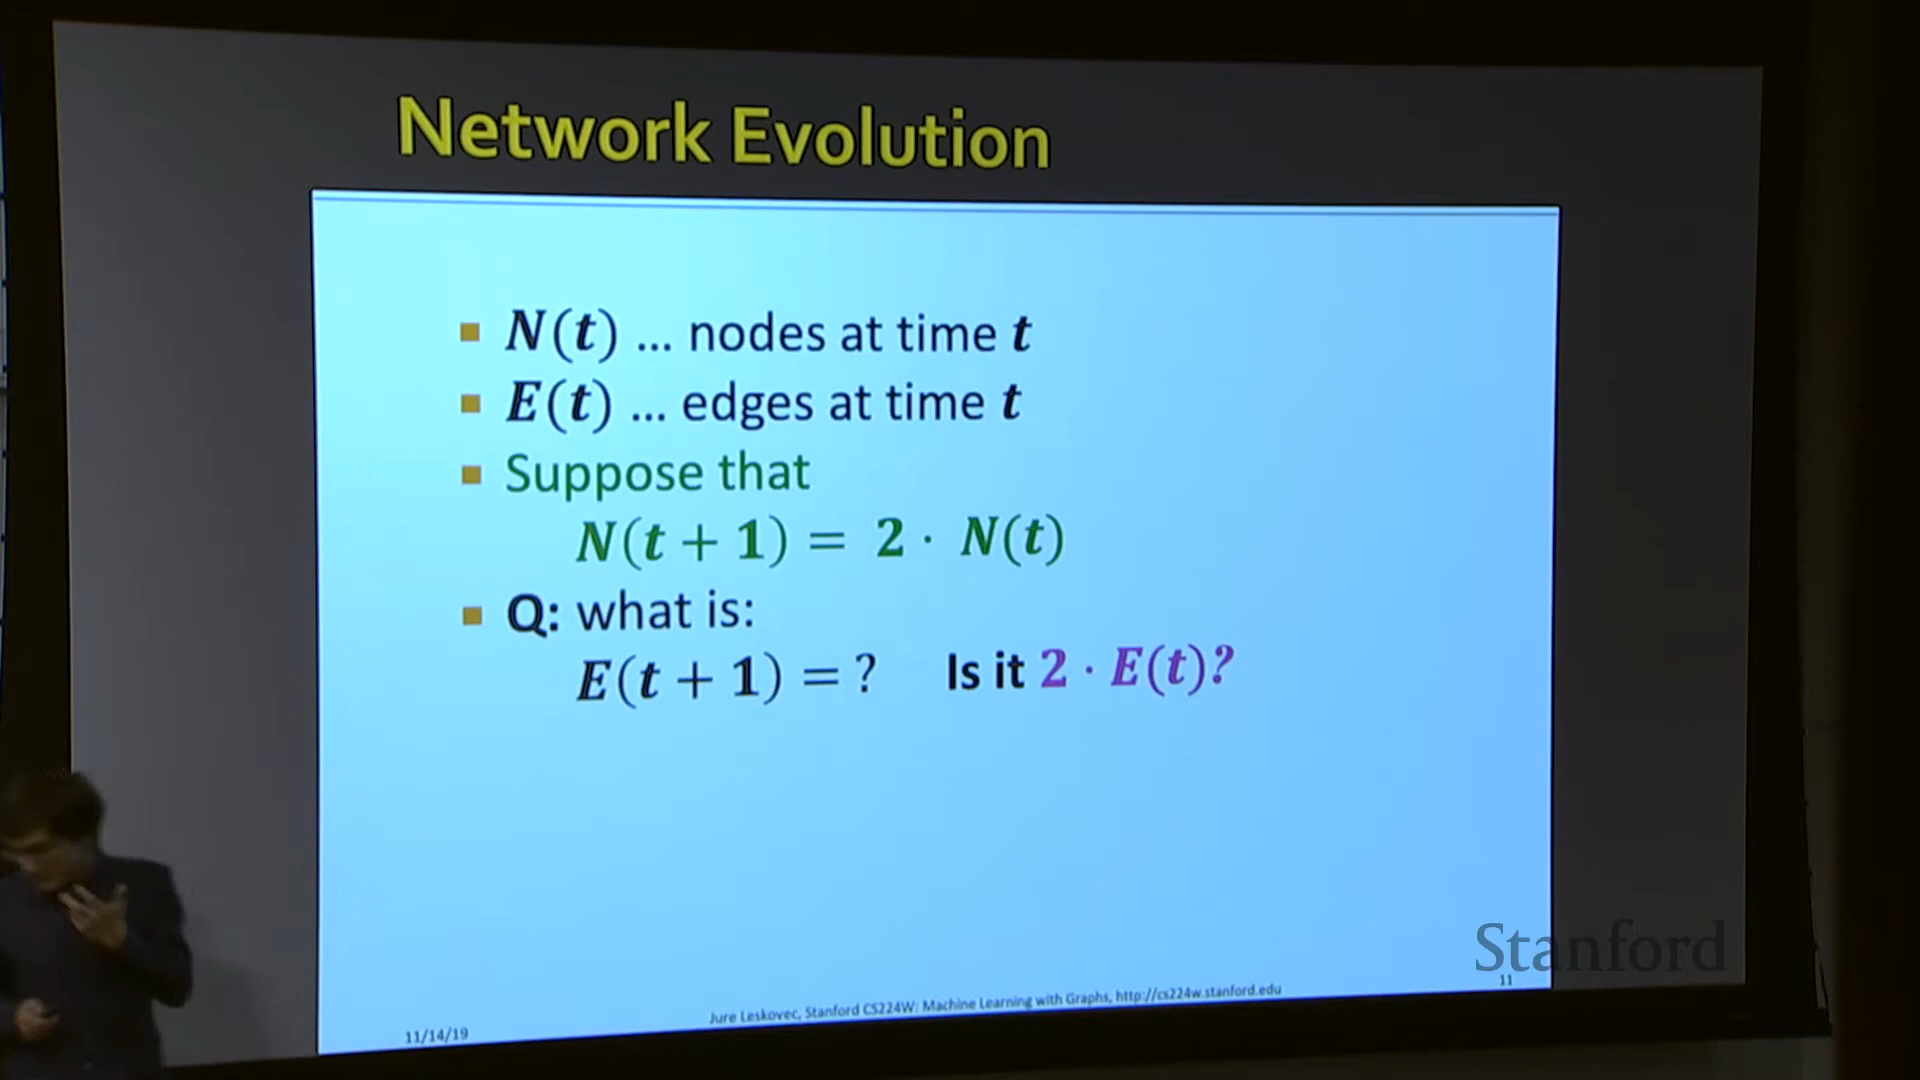 Network Evolution
N(t) ... nodes at time t
E(t) ... edges at time t
Suppose that
N(t + 1) = 2 · N(t)
Q: what is:
E(t + 1) = ? Is it 2 · E(t)?
Stanford
11/14/19
Jure Leskovec, Stanford CS224W: Machine Learning with Graphs, http://cs224w.stanford.edu
11